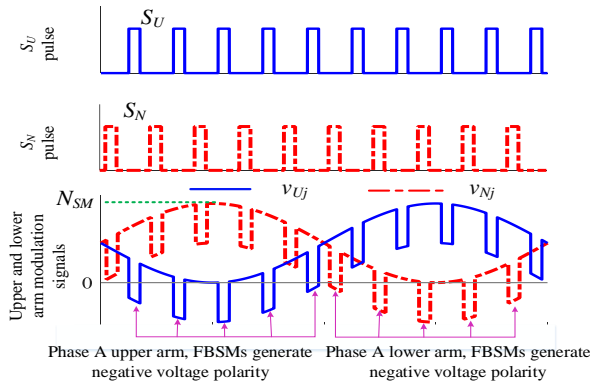 S_U
S_U
pulse
S_N
S_N
pulse
N_SM
v_Uj
v_Nj
Upper and lower
arm modulation
signals
0
Phase A upper arm, FBSMs generate
negative voltage polarity
Phase A lower arm, FBSMs generate
negative voltage polarity